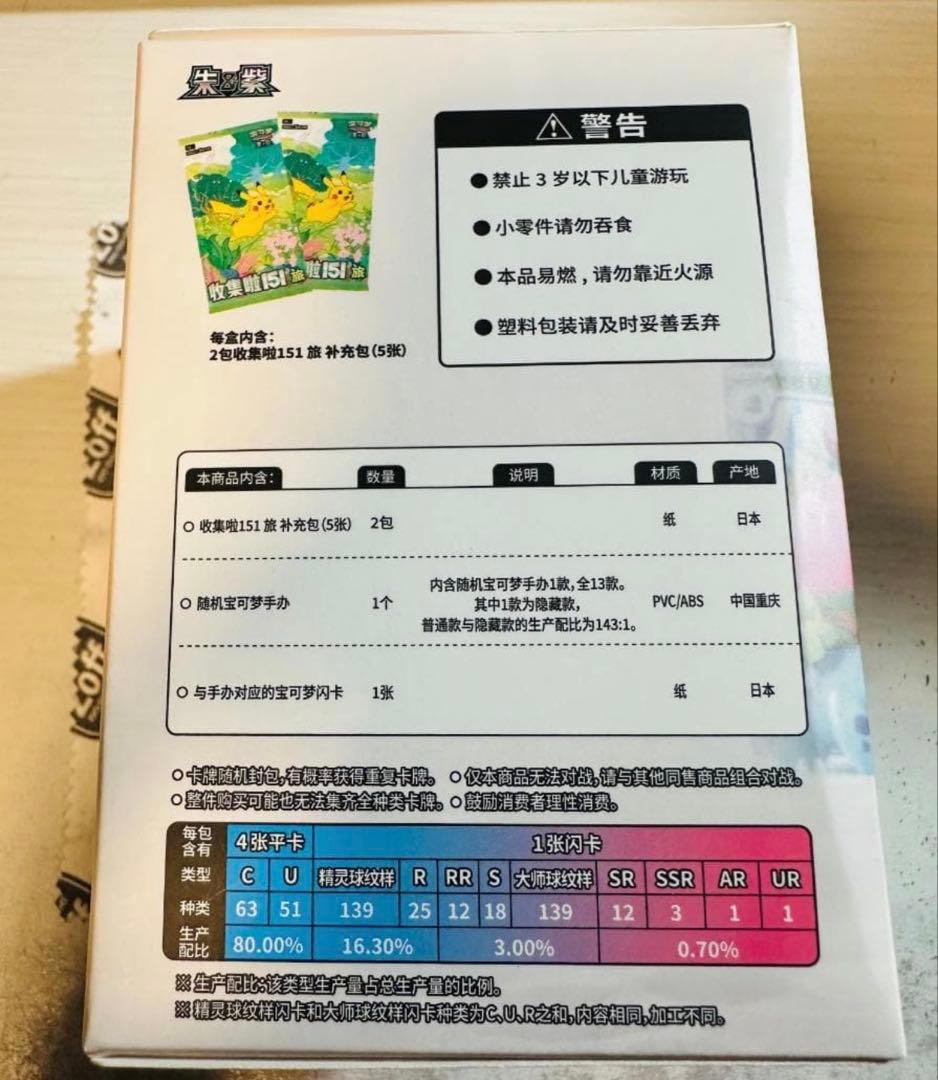 朱&紫
警告
●禁止 3 岁以下儿童游玩
●小零件请勿吞食
●本品易燃，请勿靠近火源
●塑料包装请及时妥善丢弃
收集啦151 旅
啦151 旅
每盒内含：
2包收集啦151 旅 补充包（5张）
本商品内含： 数量 说明 材质 产地
○ 收集啦151 旅 补充包（5张） 2包 纸 日本
○ 随机宝可梦手办 1个 内含随机宝可梦手办1款，全13款。 PVC/ABS 中国重庆
其中1款为隐藏款，
普通款与隐藏款的生产配比为143:1。
○ 与手办对应的宝可梦闪卡 1张 纸 日本
○卡牌随机封包，有概率获得重复卡牌。 ○仅本商品无法对战，请与其他同售商品组合对战。
○整件购买可能也无法集齐全种类卡牌。 ○鼓励消费者理性消费。
每包含有 4张平卡 1张闪卡
类型 C U 精灵球纹样 R RR S 大师球纹样 SR SSR AR UR
种类 63 51 139 25 12 18 139 12 3 1 1
生产配比 80.00% 16.30% 3.00% 0.70%
※ 生产配比：该类型生产量占总生产量的比例。
※ 精灵球纹样闪卡和大师球纹样闪卡种类为C、U、R之和，内容相同，加工不同。
Loft
Loft
Loft